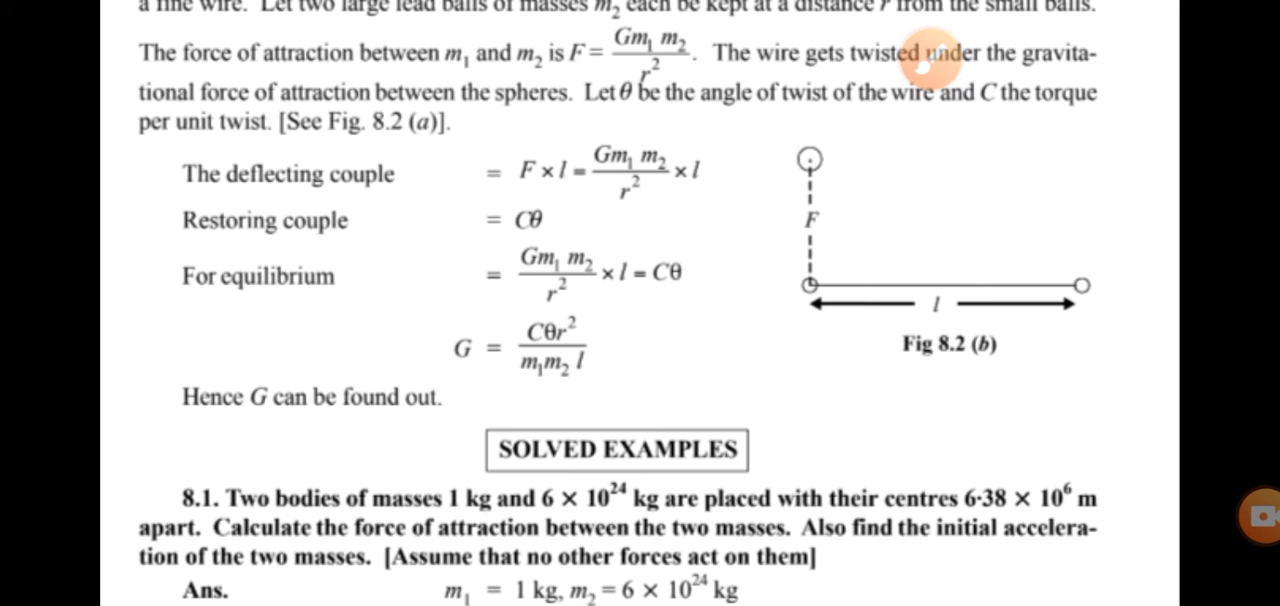 a fine wire. Let two large lead balls of masses m₂ each be kept at a distance r from the small balls.
The force of attraction between m₁ and m₂ is F = Gm₁ m₂ / r². The wire gets twisted under the gravita-
tional force of attraction between the spheres. Let θ be the angle of twist of the wire and C the torque
per unit twist. [See Fig. 8.2 (a)].
The deflecting couple = F × l = Gm₁ m₂ / r² × l
Restoring couple = Cθ
For equilibrium = Gm₁ m₂ / r² × l = Cθ
G = Cθr² / m₁m₂ l
F
l
Fig 8.2 (b)
Hence G can be found out.
SOLVED EXAMPLES
8.1. Two bodies of masses 1 kg and 6 × 10²⁴ kg are placed with their centres 6·38 × 10⁶ m
apart. Calculate the force of attraction between the two masses. Also find the initial accelera-
tion of the two masses. [Assume that no other forces act on them]
Ans. m₁ = 1 kg, m₂ = 6 × 10²⁴ kg